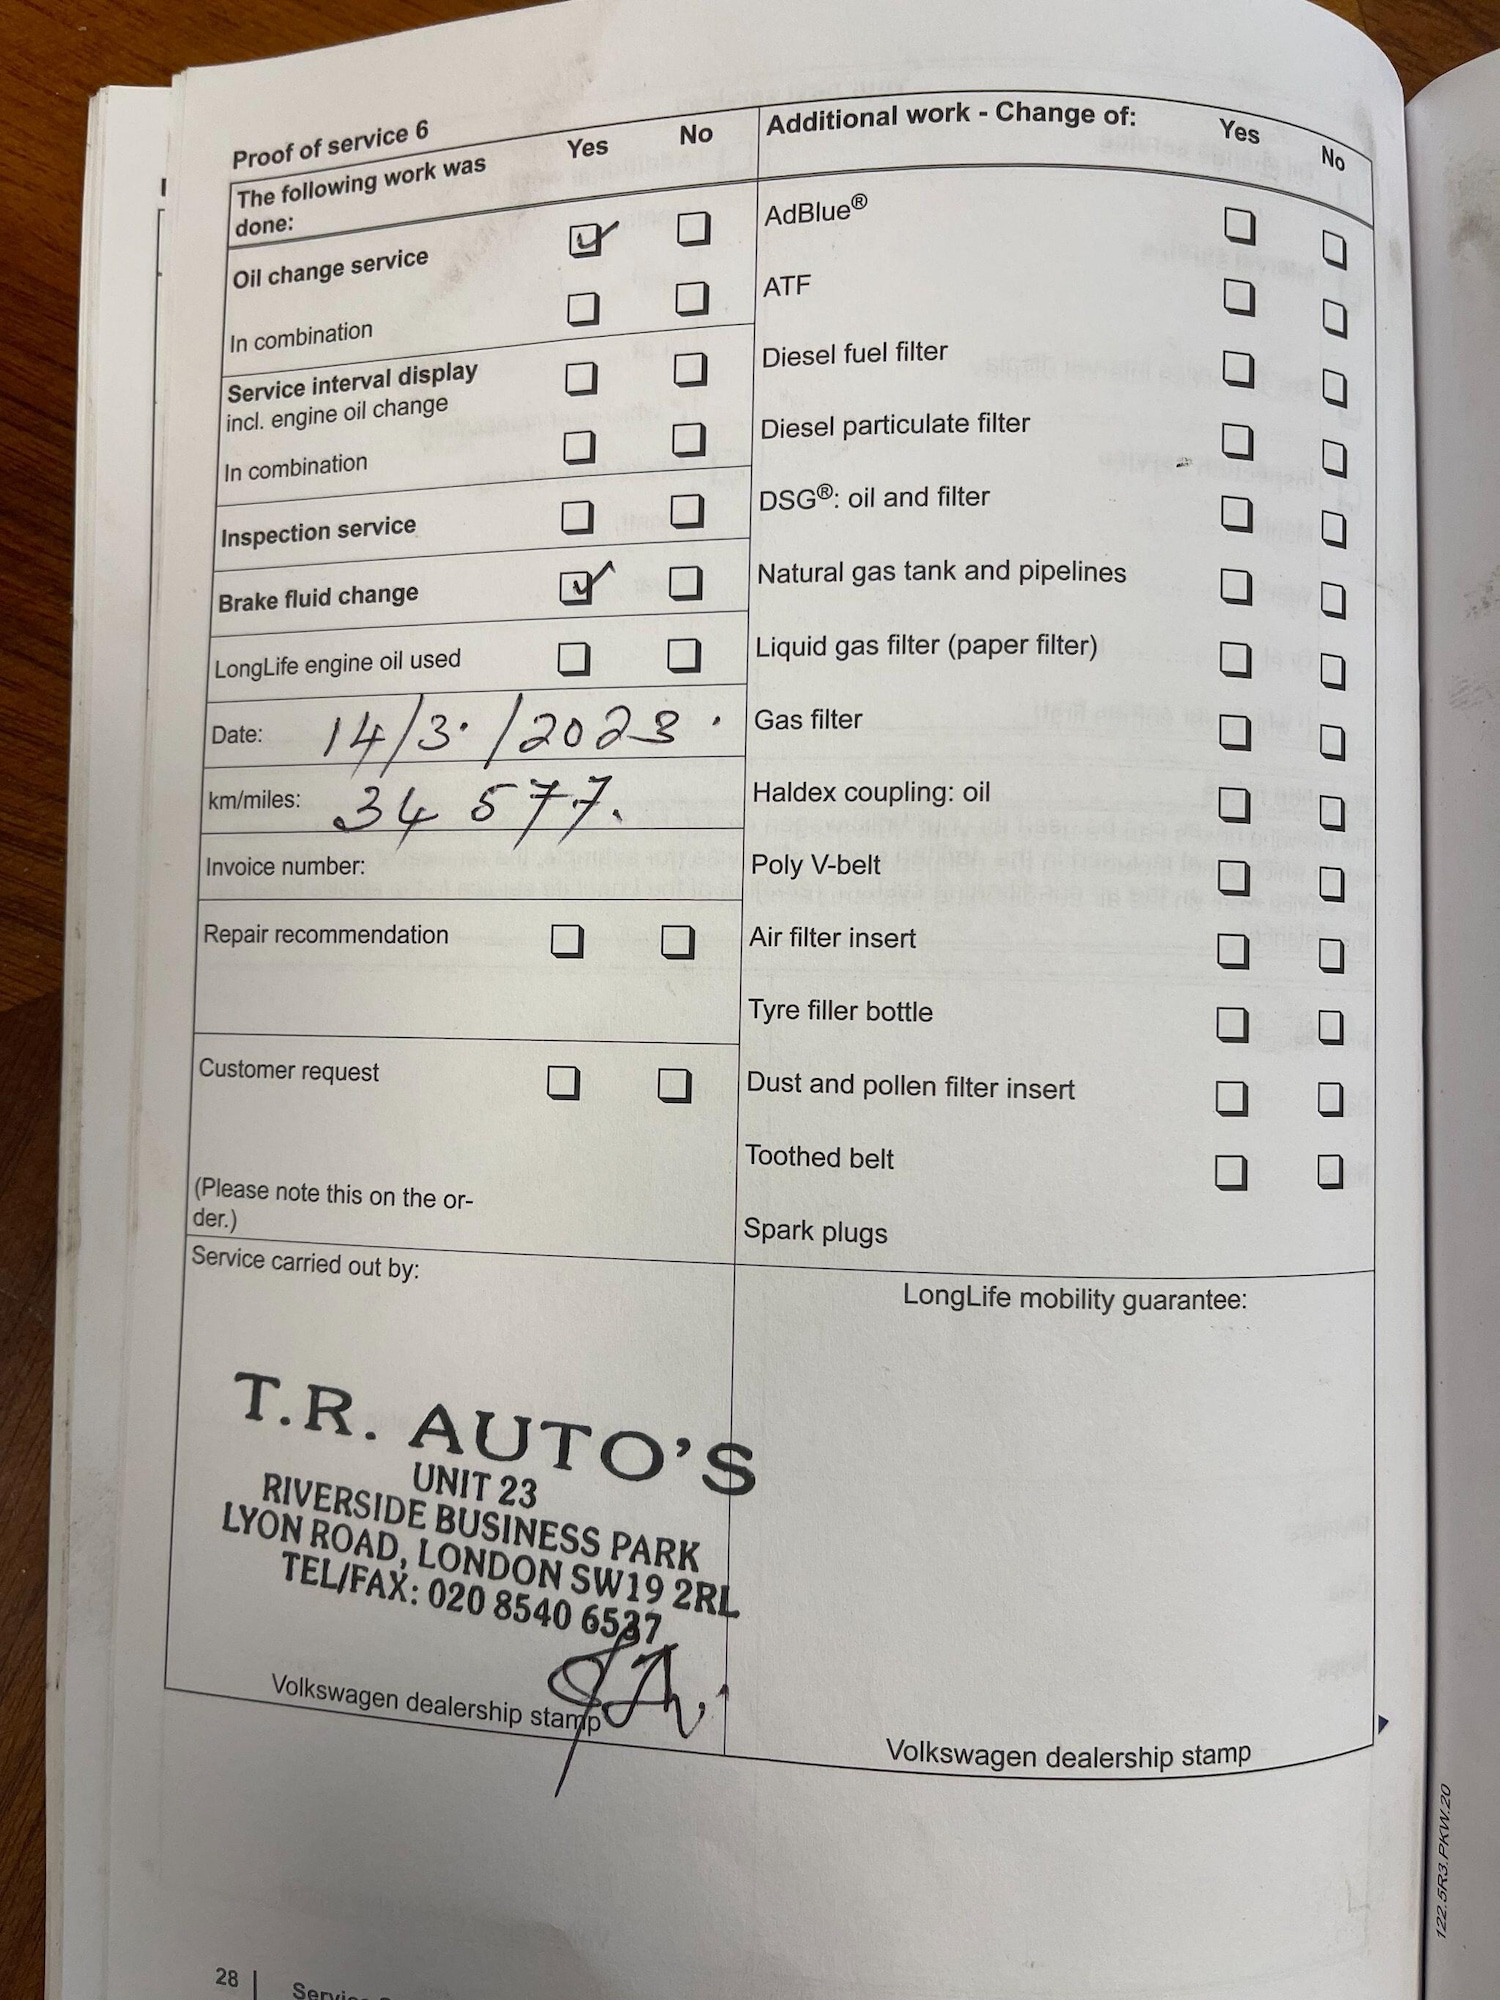 Proof of service 6
The following work was
done:
Yes
No
Oil change service
In combination
Service interval display
incl. engine oil change
In combination
Inspection service
Brake fluid change
LongLife engine oil used
Date: 14/3./2023.
km/miles: 34 577.
Invoice number:
Repair recommendation
Customer request
(Please note this on the or-
der.)
Service carried out by:
T.R. AUTO'S
UNIT 23
RIVERSIDE BUSINESS PARK
LYON ROAD, LONDON SW19 2RL
TEL/FAX: 020 8540 6537
Volkswagen dealership stamp
Additional work - Change of:
Yes
No
AdBlue®
ATF
Diesel fuel filter
Diesel particulate filter
DSG®: oil and filter
Natural gas tank and pipelines
Liquid gas filter (paper filter)
Gas filter
Haldex coupling: oil
Poly V-belt
Air filter insert
Tyre filler bottle
Dust and pollen filter insert
Toothed belt
Spark plugs
LongLife mobility guarantee:
Volkswagen dealership stamp
122.5R3.PKW.20
28